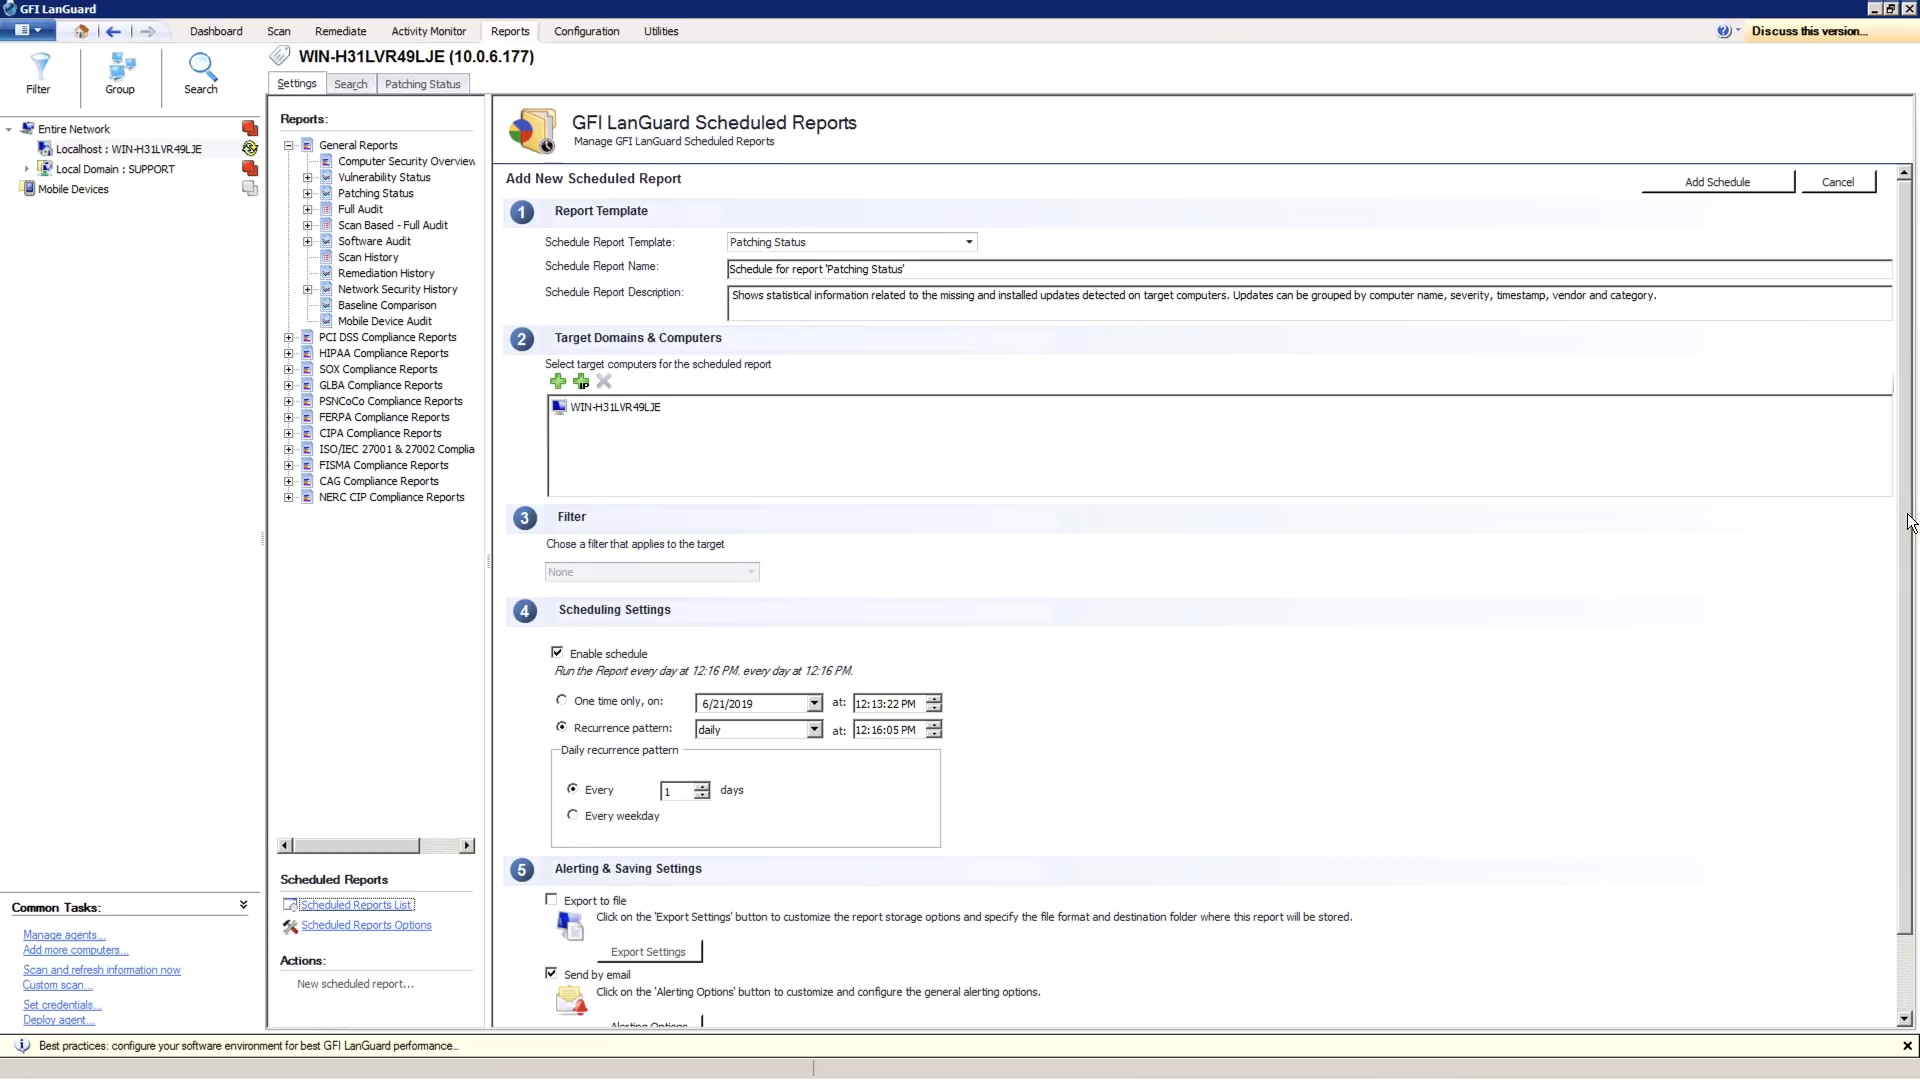 GFI LanGuard
Dashboard
Scan
Remediate
Activity Monitor
Reports
Configuration
Utilities
Discuss this version...
Filter
Group
Search
WIN-H31LVR49LJE (10.0.6.177)
Settings
Search
Patching Status
Entire Network
Localhost : WIN-H31LVR49LJE
Local Domain : SUPPORT
Mobile Devices
Reports:
General Reports
Computer Security Overview
Vulnerability Status
Patching Status
Full Audit
Scan Based - Full Audit
Software Audit
Scan History
Remediation History
Network Security History
Baseline Comparison
Mobile Device Audit
PCI DSS Compliance Reports
HIPAA Compliance Reports
SOX Compliance Reports
GLBA Compliance Reports
PSNCoCo Compliance Reports
FERPA Compliance Reports
CIPA Compliance Reports
ISO/IEC 27001 & 27002 Complia
FISMA Compliance Reports
CAG Compliance Reports
NERC CIP Compliance Reports
Scheduled Reports
Scheduled Reports List
Scheduled Reports Options
Actions:
New scheduled report...
Common Tasks:
Manage agents...
Add more computers...
Scan and refresh information now
Custom scan...
Set credentials...
Deploy agent...
GFI LanGuard Scheduled Reports
Manage GFI LanGuard Scheduled Reports
Add New Scheduled Report
Add Schedule
Cancel
1 Report Template
Schedule Report Template: Patching Status
Schedule Report Name: Schedule for report 'Patching Status'
Schedule Report Description: Shows statistical information related to the missing and installed updates detected on target computers. Updates can be grouped by computer name, severity, timestamp, vendor and category.
2 Target Domains & Computers
Select target computers for the scheduled report
IP
WIN-H31LVR49LJE
3 Filter
Chose a filter that applies to the target
None
4 Scheduling Settings
Enable schedule
Run the Report every day at 12:16 PM. every day at 12:16 PM.
One time only, on: 6/21/2019 at: 12:13:22 PM
Recurrence pattern: daily at: 12:16:05 PM
Daily recurrence pattern
Every 1 days
Every weekday
5 Alerting & Saving Settings
Export to file
Click on the 'Export Settings' button to customize the report storage options and specify the file format and destination folder where this report will be stored.
Export Settings
Send by email
Click on the 'Alerting Options' button to customize and configure the general alerting options.
Alerting Options
Best practices: configure your software environment for best GFI LanGuard performance...